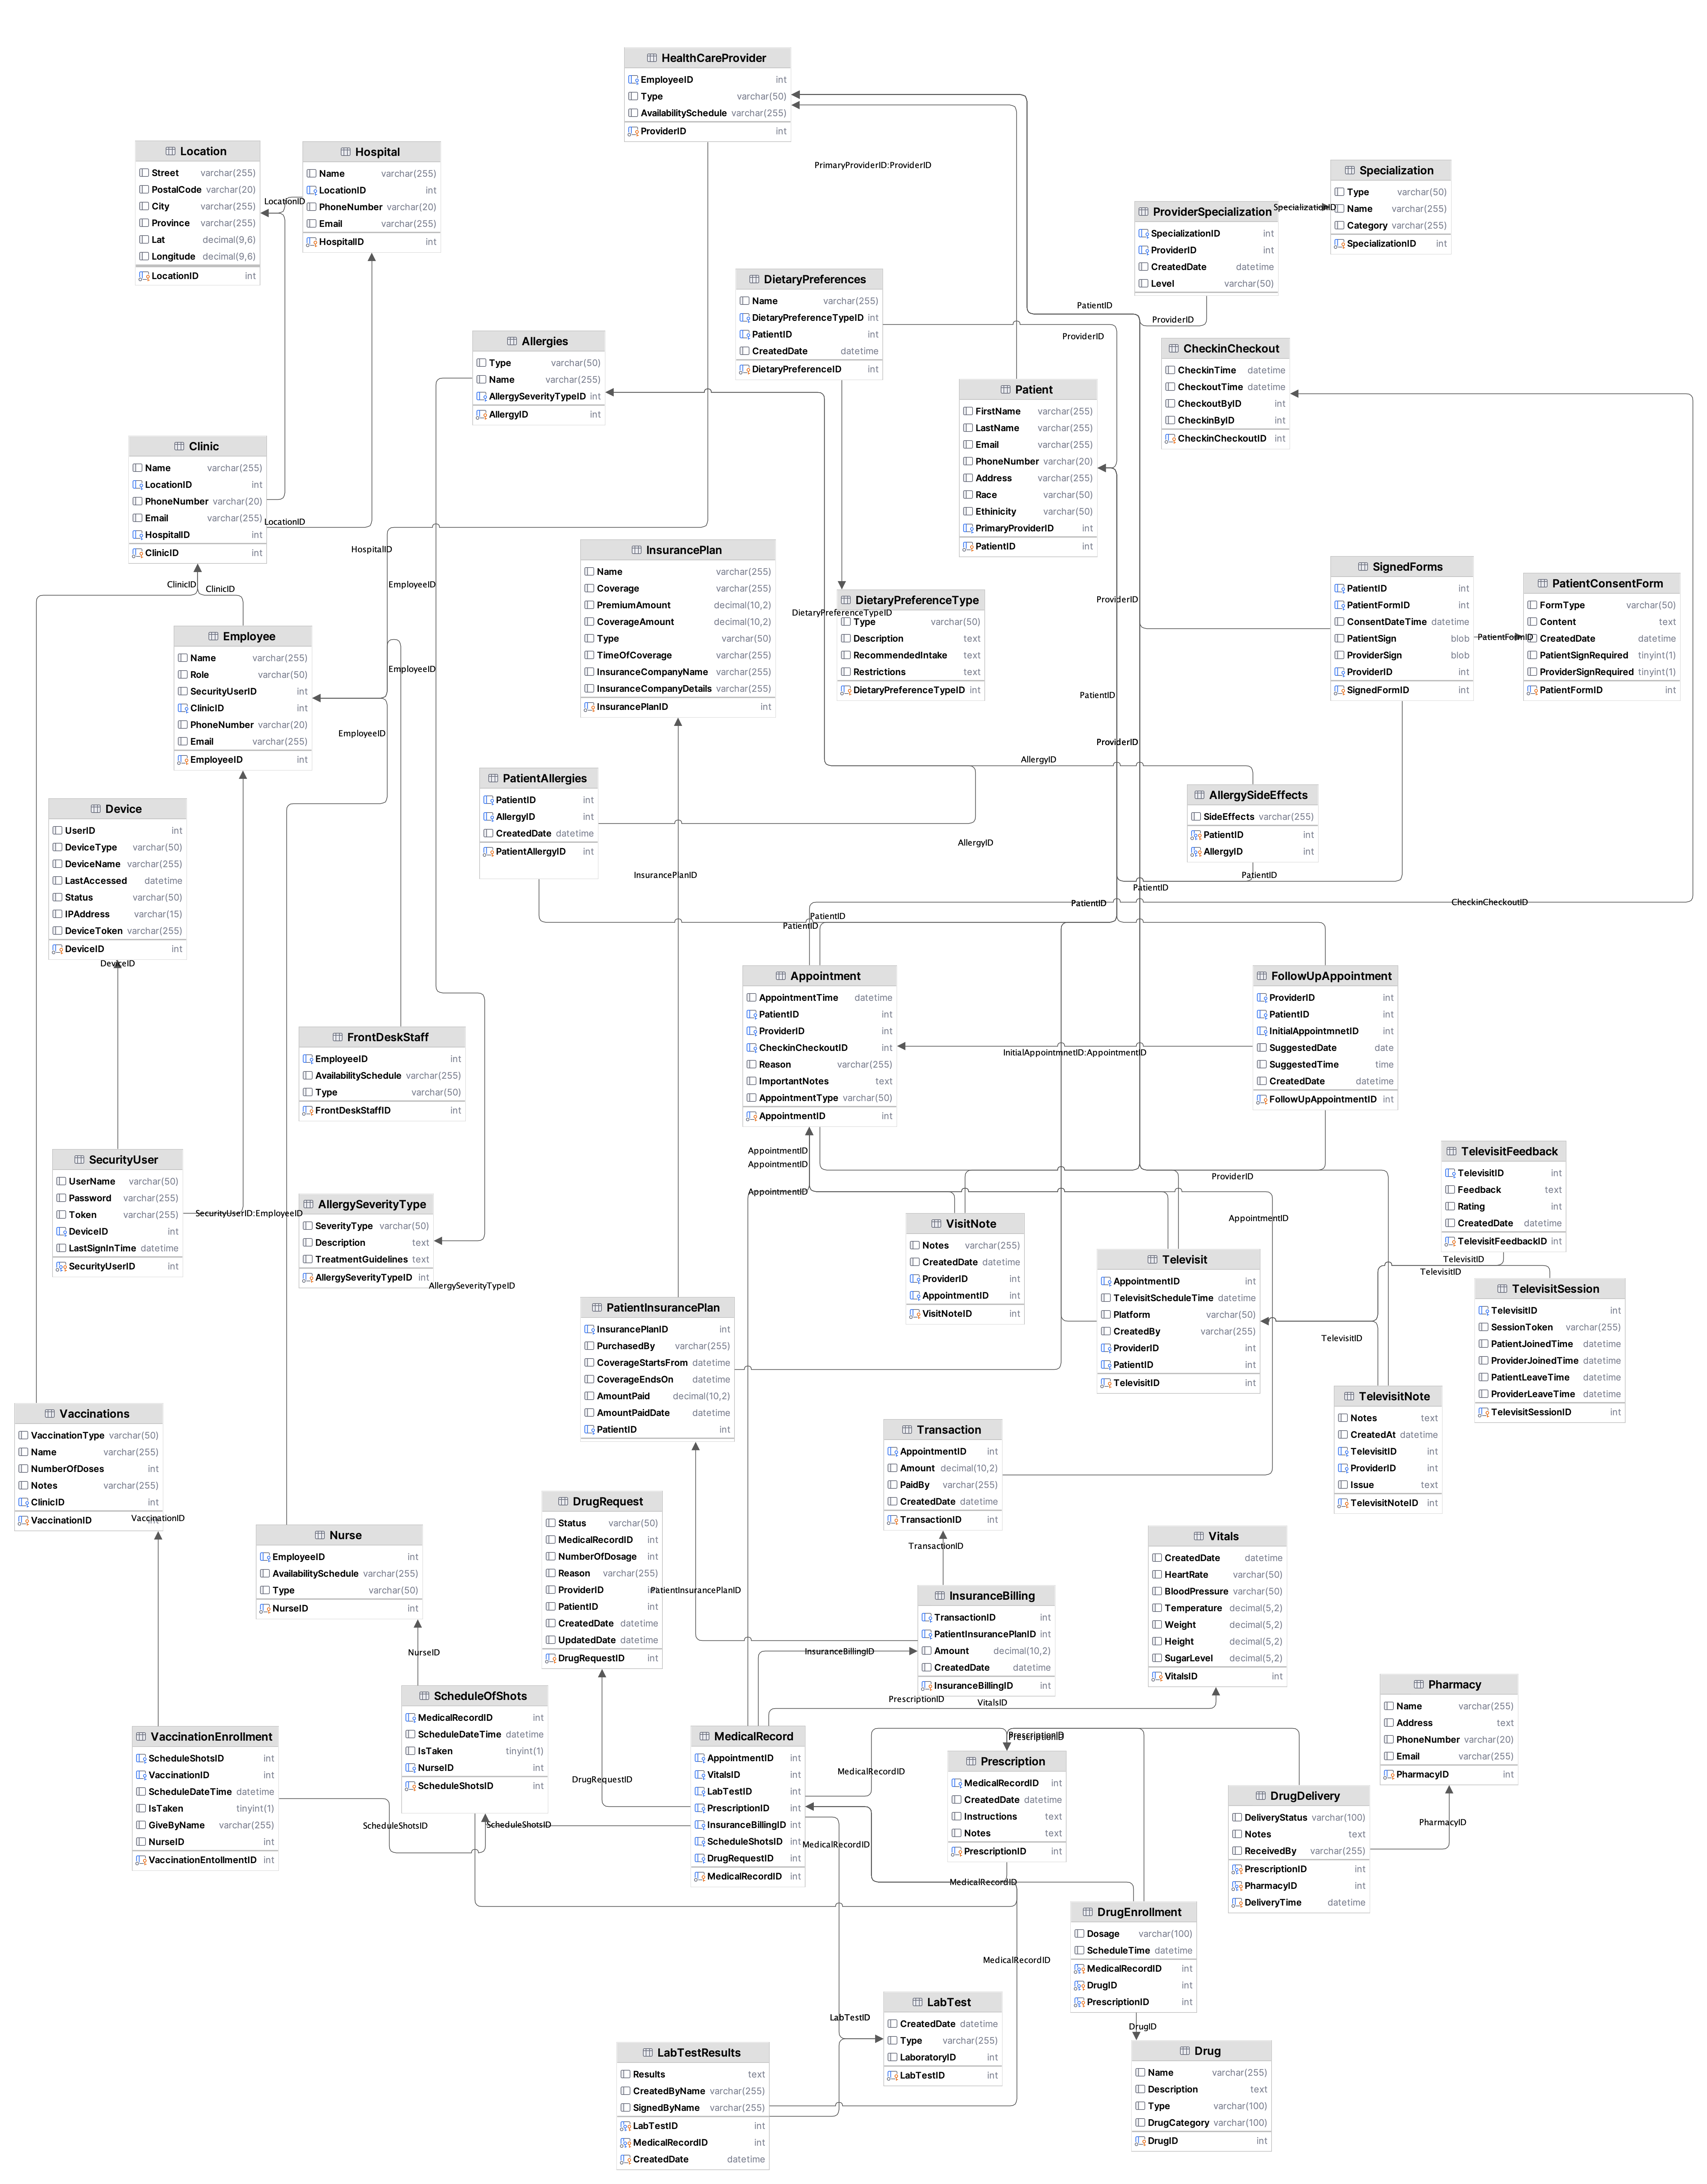 HealthCareProvider
EmployeeID int
Type varchar(50)
AvailabilitySchedule varchar(255)
ProviderID int
Location
Street varchar(255)
PostalCode varchar(20)
City varchar(255)
Province varchar(255)
Lat decimal(9,6)
Longitude decimal(9,6)
LocationID int
Hospital
Name varchar(255)
LocationID int
PhoneNumber varchar(20)
Email varchar(255)
HospitalID int
LocationID
PrimaryProviderID:ProviderID
Specialization
Type varchar(50)
Name varchar(255)
Category varchar(255)
SpecializationID int
SpecializationID
ProviderSpecialization
SpecializationID int
ProviderID int
CreatedDate datetime
Level varchar(50)
DietaryPreferences
Name varchar(255)
DietaryPreferenceTypeID int
PatientID int
CreatedDate datetime
DietaryPreferenceID int
PatientID
ProviderID
ProviderID
Allergies
Type varchar(50)
Name varchar(255)
AllergySeverityTypeID int
AllergyID int
CheckinCheckout
CheckinTime datetime
CheckoutTime datetime
CheckoutByID int
CheckinByID int
CheckinCheckoutID int
Patient
FirstName varchar(255)
LastName varchar(255)
Email varchar(255)
PhoneNumber varchar(20)
Address varchar(255)
Race varchar(50)
Ethinicity varchar(50)
PrimaryProviderID int
PatientID int
Clinic
Name varchar(255)
LocationID int
PhoneNumber varchar(20)
Email varchar(255)
HospitalID int
ClinicID int
LocationID
HospitalID
ClinicID
ClinicID
EmployeeID
InsurancePlan
Name varchar(255)
Coverage varchar(255)
PremiumAmount decimal(10,2)
CoverageAmount decimal(10,2)
Type varchar(50)
TimeOfCoverage varchar(255)
InsuranceCompanyName varchar(255)
InsuranceCompanyDetails varchar(255)
InsurancePlanID int
DietaryPreferenceTypeID
DietaryPreferenceType
Type varchar(50)
Description text
RecommendedIntake text
Restrictions text
DietaryPreferenceTypeID int
ProviderID
SignedForms
PatientID int
PatientFormID int
ConsentDateTime datetime
PatientSign blob
ProviderSign blob
ProviderID int
SignedFormID int
PatientFormID
PatientConsentForm
FormType varchar(50)
Content text
CreatedDate datetime
PatientSignRequired tinyint(1)
ProviderSignRequired tinyint(1)
PatientFormID int
Employee
Name varchar(255)
Role varchar(50)
SecurityUserID int
ClinicID int
PhoneNumber varchar(20)
Email varchar(255)
EmployeeID int
EmployeeID
EmployeeID
PatientID
ProviderID
AllergyID
PatientAllergies
PatientID int
AllergyID int
CreatedDate datetime
PatientAllergyID int
AllergySideEffects
SideEffects varchar(255)
PatientID int
AllergyID int
AllergyID
Device
UserID int
DeviceType varchar(50)
DeviceName varchar(255)
LastAccessed datetime
Status varchar(50)
IPAddress varchar(15)
DeviceToken varchar(255)
DeviceID int
DeviceID
InsurancePlanID
PatientID
PatientID
PatientID
CheckinCheckoutID
PatientID
PatientID
Appointment
AppointmentTime datetime
PatientID int
ProviderID int
CheckinCheckoutID int
Reason varchar(255)
ImportantNotes text
AppointmentType varchar(50)
AppointmentID int
InitialAppointmnetID:AppointmentID
FollowUpAppointment
ProviderID int
PatientID int
InitialAppointmnetID int
SuggestedDate date
SuggestedTime time
CreatedDate datetime
FollowUpAppointmentID int
FrontDeskStaff
EmployeeID int
AvailabilitySchedule varchar(255)
Type varchar(50)
FrontDeskStaffID int
AppointmentID
AppointmentID
AppointmentID
ProviderID
AppointmentID
SecurityUser
UserName varchar(50)
Password varchar(255)
Token varchar(255)
DeviceID int
LastSignInTime datetime
SecurityUserID int
SecurityUserID:EmployeeID
AllergySeverityType
SeverityType varchar(50)
Description text
TreatmentGuidelines text
AllergySeverityTypeID int
AllergySeverityTypeID
VisitNote
Notes varchar(255)
CreatedDate datetime
ProviderID int
AppointmentID int
VisitNoteID int
Televisit
AppointmentID int
TelevisitScheduleTime datetime
Platform varchar(50)
CreatedBy varchar(255)
ProviderID int
PatientID int
TelevisitID int
TelevisitFeedback
TelevisitID int
Feedback text
Rating int
CreatedDate datetime
TelevisitFeedbackID int
TelevisitID
TelevisitID
TelevisitID
TelevisitSession
TelevisitID int
SessionToken varchar(255)
PatientJoinedTime datetime
ProviderJoinedTime datetime
PatientLeaveTime datetime
ProviderLeaveTime datetime
TelevisitSessionID int
PatientInsurancePlan
InsurancePlanID int
PurchasedBy varchar(255)
CoverageStartsFrom datetime
CoverageEndsOn datetime
AmountPaid decimal(10,2)
AmountPaidDate datetime
PatientID int
TelevisitNote
Notes text
CreatedAt datetime
TelevisitID int
ProviderID int
Issue text
TelevisitNoteID int
Vaccinations
VaccinationType varchar(50)
Name varchar(255)
NumberOfDoses int
Notes varchar(255)
ClinicID int
VaccinationID int
VaccinationID
Transaction
AppointmentID int
Amount decimal(10,2)
PaidBy varchar(255)
CreatedDate datetime
TransactionID int
TransactionID
DrugRequest
Status varchar(50)
MedicalRecordID int
NumberOfDosage int
Reason varchar(255)
ProviderID int
PatientID int
CreatedDate datetime
UpdatedDate datetime
DrugRequestID int
PatientInsurancePlanID
Nurse
EmployeeID int
AvailabilitySchedule varchar(255)
Type varchar(50)
NurseID int
NurseID
Vitals
CreatedDate datetime
HeartRate varchar(50)
BloodPressure varchar(50)
Temperature decimal(5,2)
Weight decimal(5,2)
Height decimal(5,2)
SugarLevel decimal(5,2)
VitalsID int
InsuranceBilling
TransactionID int
PatientInsurancePlanID int
Amount decimal(10,2)
CreatedDate datetime
InsuranceBillingID int
InsuranceBillingID
PrescriptionID
VitalsID
Pharmacy
Name varchar(255)
Address text
PhoneNumber varchar(20)
Email varchar(255)
PharmacyID int
ScheduleOfShots
MedicalRecordID int
ScheduleDateTime datetime
IsTaken tinyint(1)
NurseID int
ScheduleShotsID int
VaccinationEnrollment
ScheduleShotsID int
VaccinationID int
ScheduleDateTime datetime
IsTaken tinyint(1)
GiveByName varchar(255)
NurseID int
VaccinationEntollmentID int
ScheduleShotsID
ScheduleShotsID
DrugRequestID
MedicalRecord
AppointmentID int
VitalsID int
LabTestID int
PrescriptionID int
InsuranceBillingID int
ScheduleShotsID int
DrugRequestID int
MedicalRecordID int
MedicalRecordID
MedicalRecordID
PrescriptionID
PrescriptionID
Prescription
MedicalRecordID int
CreatedDate datetime
Instructions text
Notes text
PrescriptionID int
MedicalRecordID
DrugDelivery
DeliveryStatus varchar(100)
Notes text
ReceivedBy varchar(255)
PrescriptionID int
PharmacyID int
DeliveryTime datetime
PharmacyID
DrugEnrollment
Dosage varchar(100)
ScheduleTime datetime
MedicalRecordID int
DrugID int
PrescriptionID int
MedicalRecordID
DrugID
LabTest
CreatedDate datetime
Type varchar(255)
LaboratoryID int
LabTestID int
LabTestID
LabTestResults
Results text
CreatedByName varchar(255)
SignedByName varchar(255)
LabTestID int
MedicalRecordID int
CreatedDate datetime
Drug
Name varchar(255)
Description text
Type varchar(100)
DrugCategory varchar(100)
DrugID int